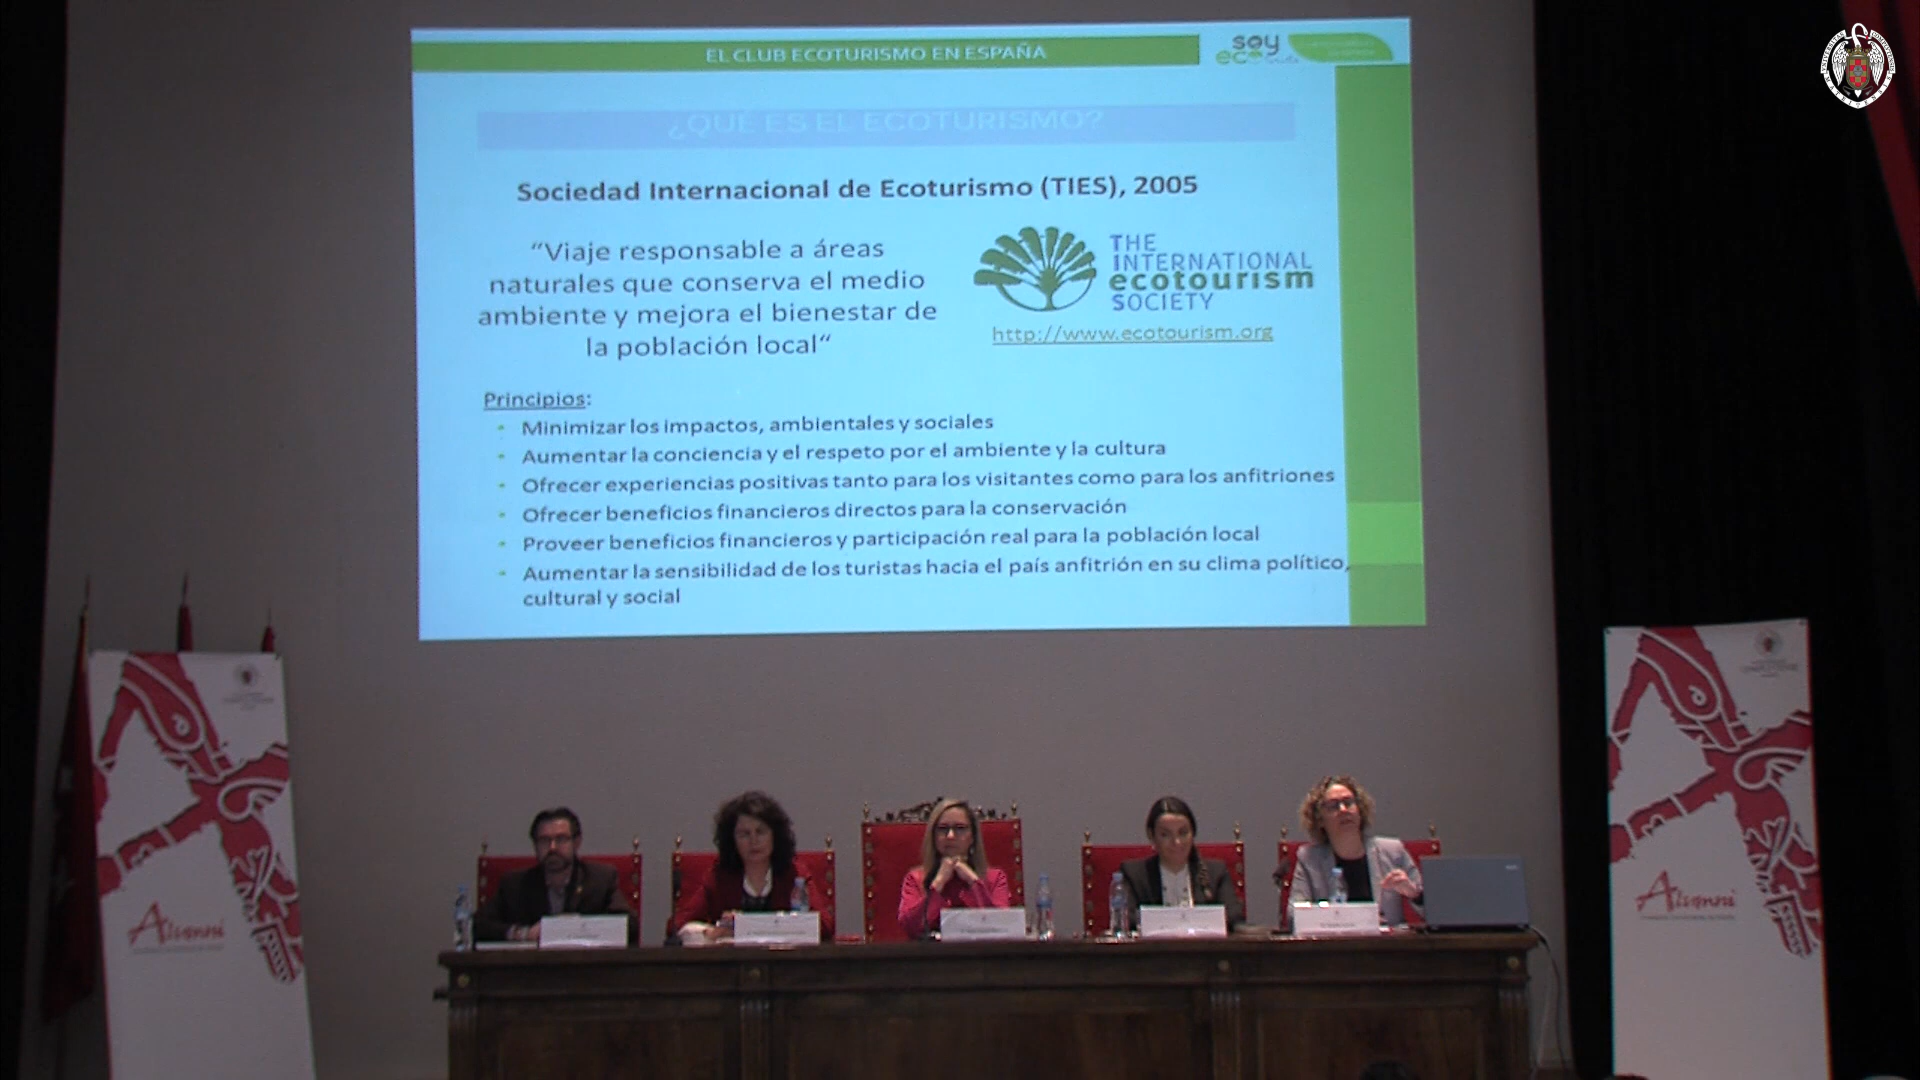 EL CLUB ECOTURISMO EN ESPAÑA
soy
eco
¿QUÉ ES EL ECOTURISMO?
Sociedad Internacional de Ecoturismo (TIES), 2005
“Viaje responsable a áreas
naturales que conserva el medio
ambiente y mejora el bienestar de
la población local“
THE
INTERNATIONAL
ecotourism
SOCIETY
http://www.ecotourism.org
Principios:
• Minimizar los impactos, ambientales y sociales
• Aumentar la conciencia y el respeto por el ambiente y la cultura
• Ofrecer experiencias positivas tanto para los visitantes como para los anfitriones
• Ofrecer beneficios financieros directos para la conservación
• Proveer beneficios financieros y participación real para la población local
• Aumentar la sensibilidad de los turistas hacia el país anfitrión en su clima político,
cultural y social
Alumni
Alumni